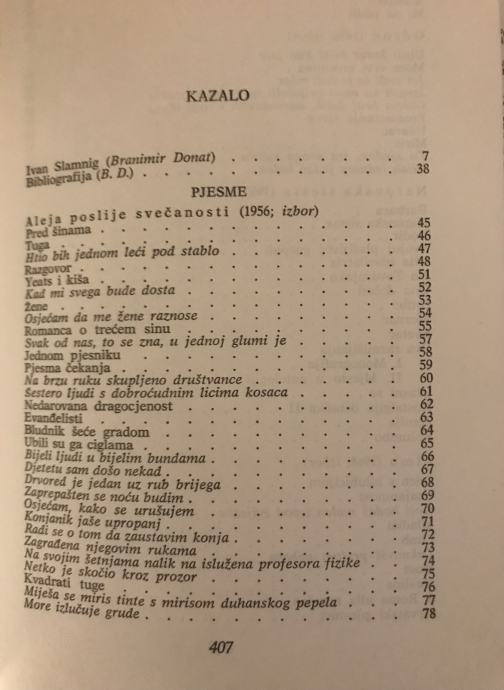 KAZALO
Ivan Slamnig (Branimir Donat) . . . . . . . . . 7
Bibliografija (B. D.) . . . . . . . . . . . . 38
PJESME
Aleja poslije svečanosti (1956; izbor)
Pred šinama . . . . . . . . . . . . . 45
Tuga . . . . . . . . . . . . . . . 46
Htio bih jednom leći pod stablo . . . . . . . . 47
Razgovor . . . . . . . . . . . . . . 48
Yeats i kiša . . . . . . . . . . . . . 51
Kad mi svega bude dosta . . . . . . . . . . 52
Žene . . . . . . . . . . . . . . . 53
Osjećam da me žene raznose . . . . . . . . . 54
Romanca o trećem sinu . . . . . . . . . . 55
Svak od nas, to se zna, u jednoj glumi je . . . . . 57
Jednom pjesniku . . . . . . . . . . . . 58
Pjesma čekanja . . . . . . . . . . . . 59
Na brzu ruku skupljeno društvance . . . . . . . 60
Šestero ljudi s dobroćudnim licima kosaca . . . . . 61
Nedarovana dragocjenost . . . . . . . . . . 62
Evanđelisti . . . . . . . . . . . . . 63
Bludnik šeće gradom . . . . . . . . . . . 64
Ubili su ga ciglama . . . . . . . . . . . 65
Bijeli ljudi u bijelim bundama . . . . . . . . 66
Djetetu sam došo nekad . . . . . . . . . . 67
Drvored je jedan uz rub brijega . . . . . . . . 68
Zaprepašten se noću budim . . . . . . . . . 69
Osjećam, kako se urušujem . . . . . . . . . 70
Konjanik jaše upropanj . . . . . . . . . . 71
Radi se o tom da zaustavim konja . . . . . . . 72
Zagrađena njegovim rukama . . . . . . . . . 73
Na svojim šetnjama nalik na islužena profesora fizike . . 74
Netko je skočio kroz prozor . . . . . . . . . 75
Kvadrati tuge . . . . . . . . . . . . . 76
Miješa se miris tinte s mirisom duhanskog pepela . . . 77
More izlučuje grude . . . . . . . . . . . 78
407